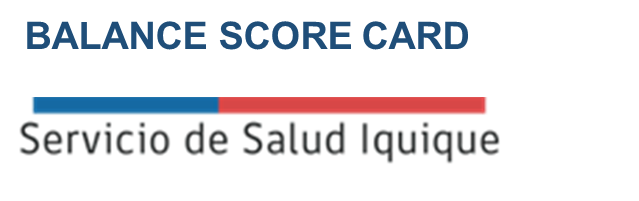 BALANCE SCORE CARD
Servicio de Salud Iquique